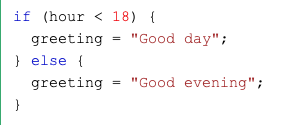 if (hour < 18) {
  greeting = "Good day";
} else {
  greeting = "Good evening";
}